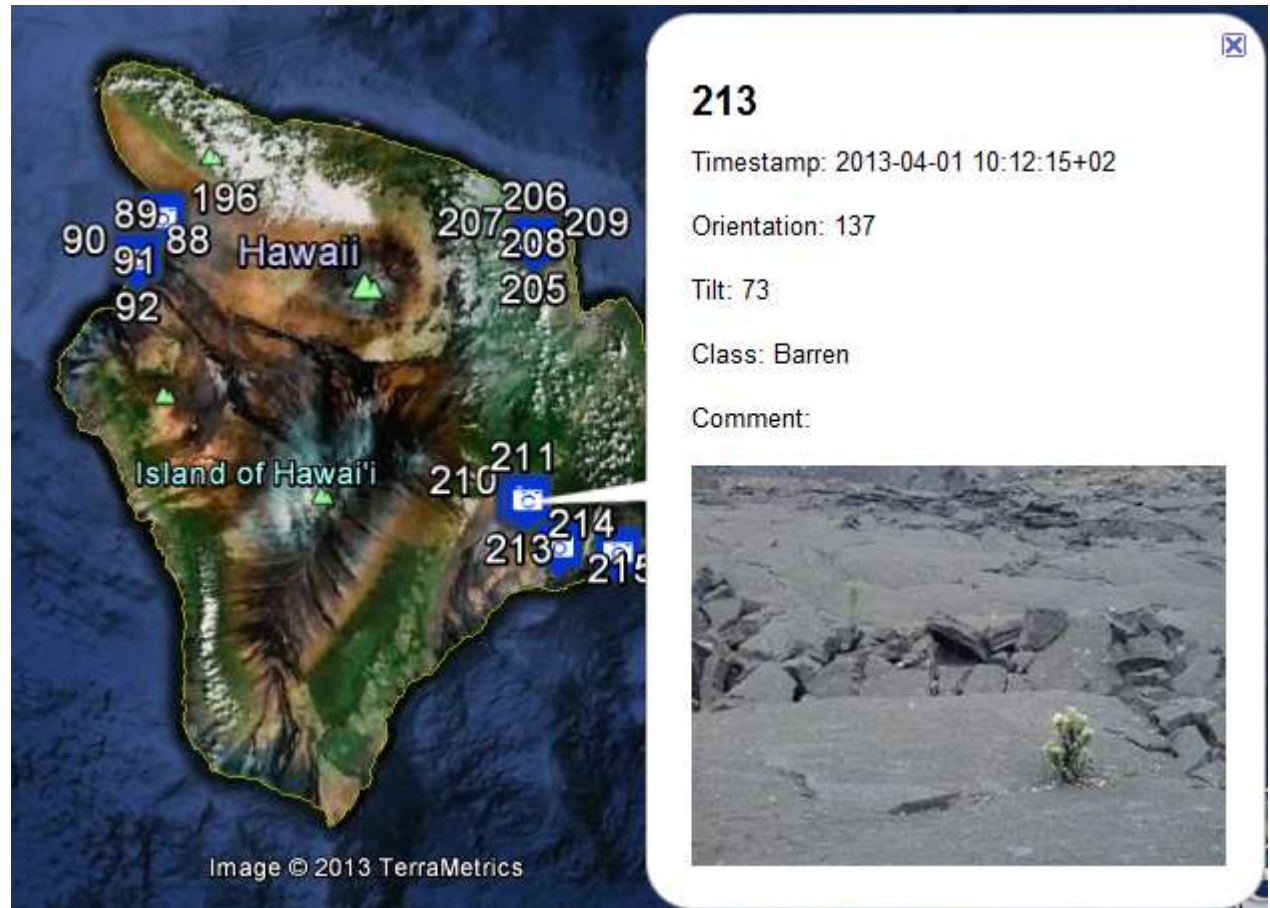 196
206
89
207
209
90
88
208
Hawaii
91
205
92
211
Island of Hawai'i
210
214
213
215
Image © 2013 TerraMetrics
213
Timestamp: 2013-04-01 10:12:15+02
Orientation: 137
Tilt: 73
Class: Barren
Comment: